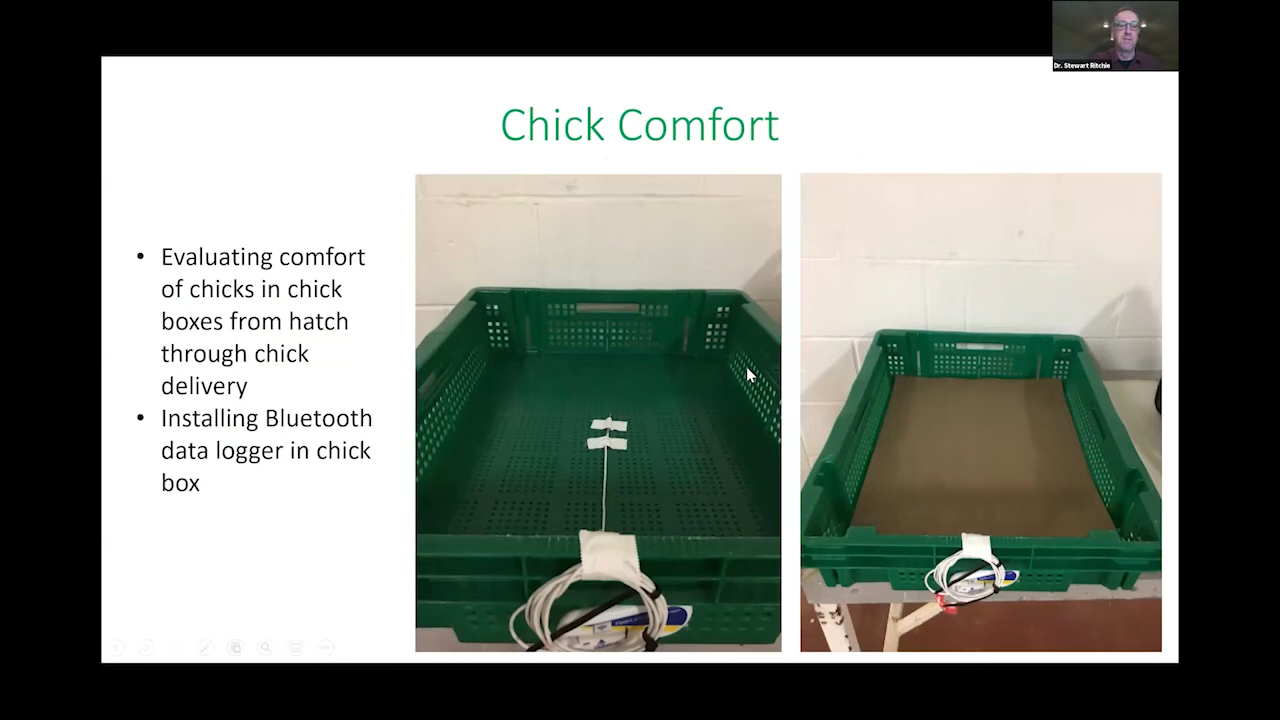 Dr. Stewart Ritchie
Chick Comfort
• Evaluating comfort
of chicks in chick
boxes from hatch
through chick
delivery
• Installing Bluetooth
data logger in chick
box